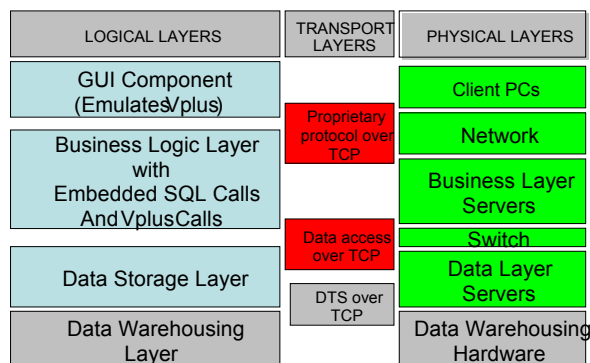 LOGICAL LAYERS
TRANSPORT
LAYERS
PHYSICAL LAYERS
GUI Component
(EmulatesVplus)
Business Logic Layer
with
Embedded SQL Calls
And VplusCalls
Data Storage Layer
Data Warehousing
Layer
Proprietary
protocol over
TCP
Data access
over TCP
DTS over
TCP
Client PCs
Network
Business Layer
Servers
Switch
Data Layer
Servers
Data Warehousing
Hardware